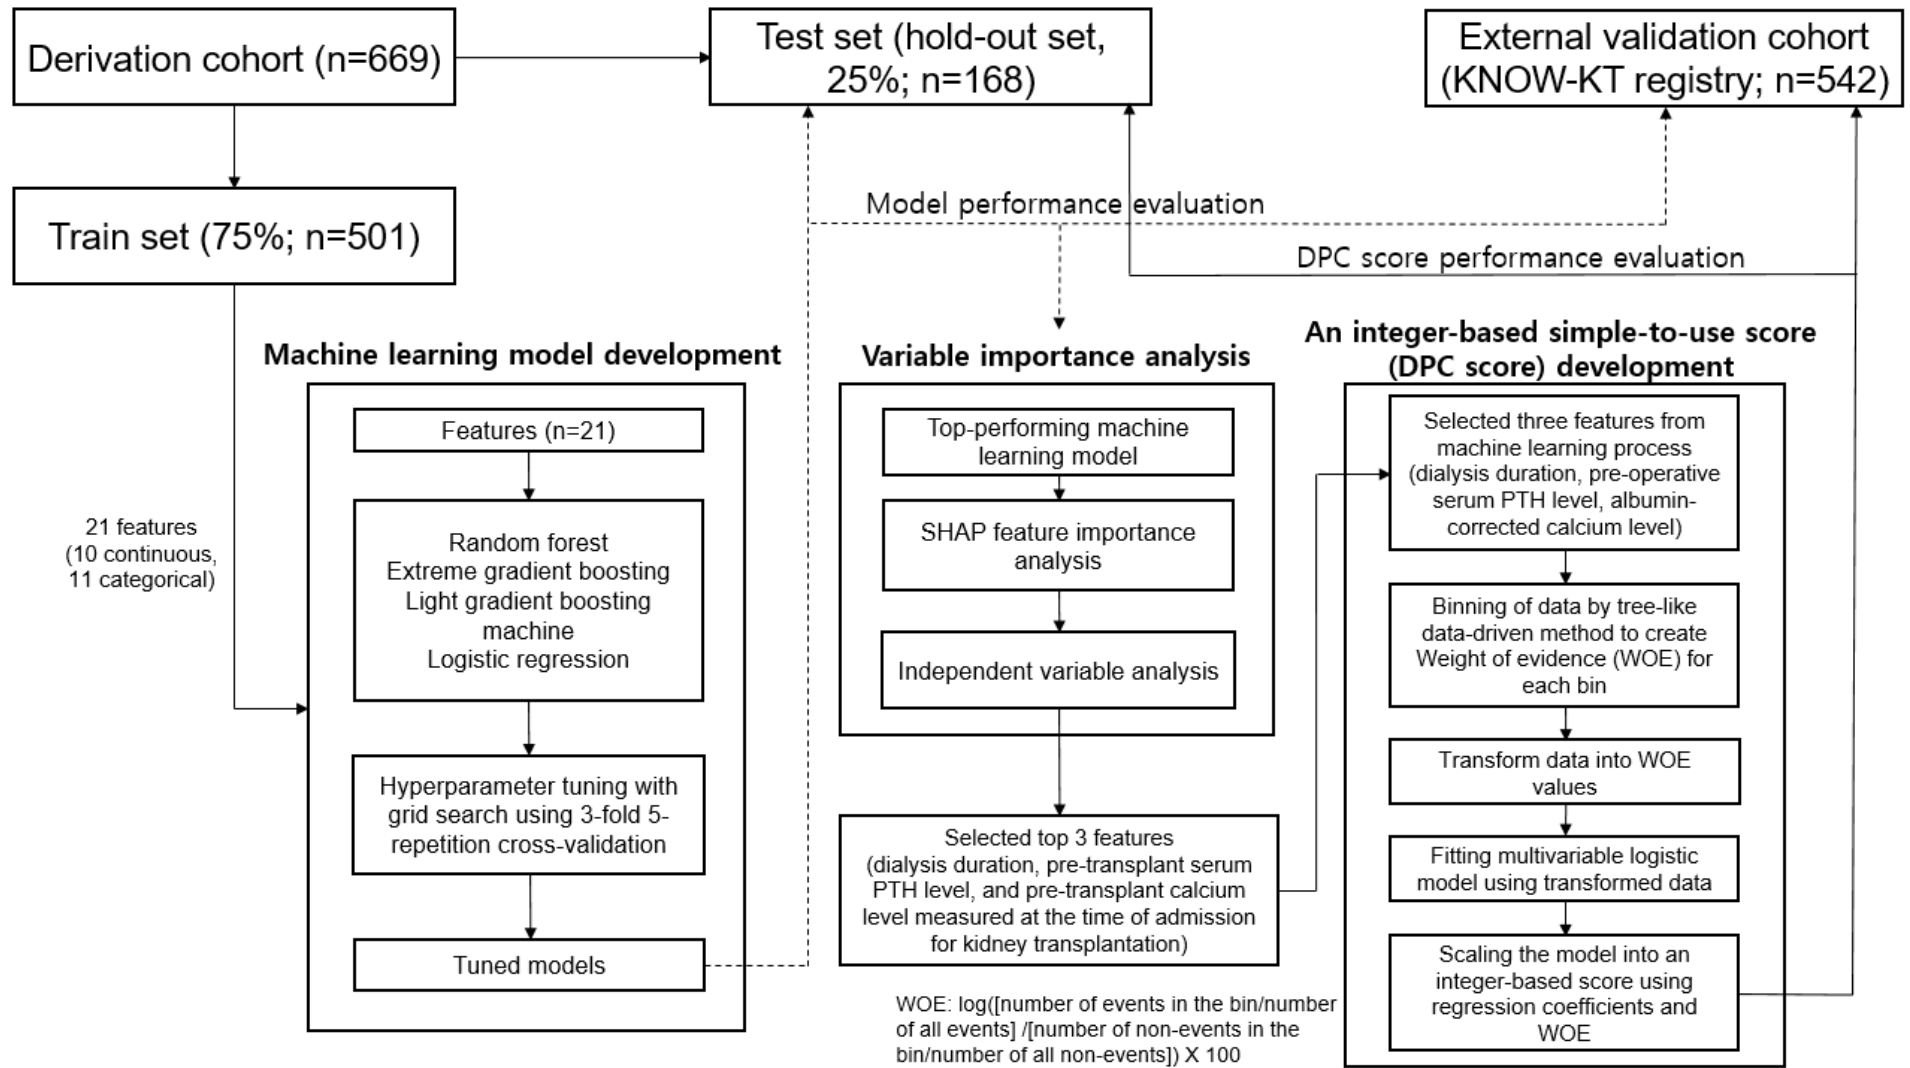 Derivation cohort (n=669)
Test set (hold-out set,
25%; n=168)
External validation cohort
(KNOW-KT registry; n=542)
Train set (75%; n=501)
Model performance evaluation
DPC score performance evaluation
21 features
(10 continuous,
11 categorical)
Machine learning model development
Features (n=21)
Random forest
Extreme gradient boosting
Light gradient boosting
machine
Logistic regression
Hyperparameter tuning with
grid search using 3-fold 5-
repetition cross-validation
Tuned models
Variable importance analysis
Top-performing machine
learning model
SHAP feature importance
analysis
Independent variable analysis
Selected top 3 features
(dialysis duration, pre-transplant serum
PTH level, and pre-transplant calcium
level measured at the time of admission
for kidney transplantation)
WOE: log([number of events in the bin/number
of all events] /[number of non-events in the
bin/number of all non-events]) X 100
An integer-based simple-to-use score
(DPC score) development
Selected three features from
machine learning process
(dialysis duration, pre-operative
serum PTH level, albumin-
corrected calcium level)
Binning of data by tree-like
data-driven method to create
Weight of evidence (WOE) for
each bin
Transform data into WOE
values
Fitting multivariable logistic
model using transformed data
Scaling the model into an
integer-based score using
regression coefficients and
WOE